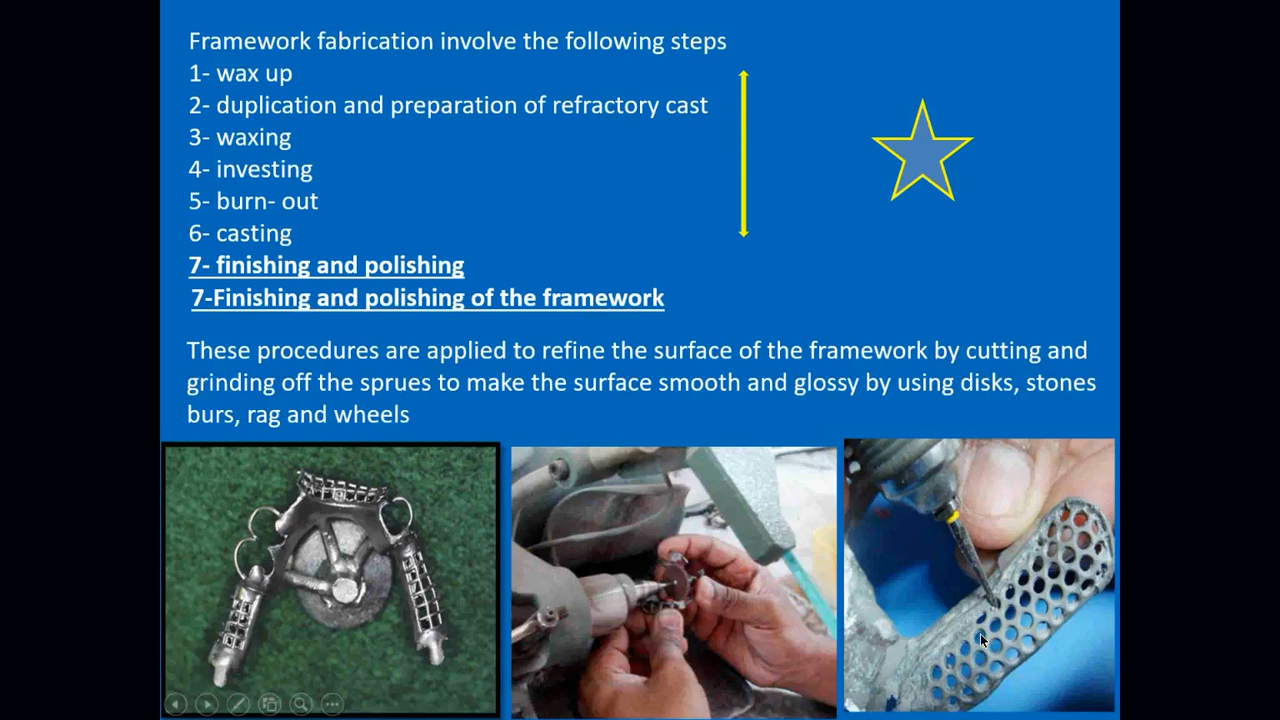 Framework fabrication involve the following steps
1- wax up
2- duplication and preparation of refractory cast
3- waxing
4- investing
5- burn- out
6- casting
7- finishing and polishing
7-Finishing and polishing of the framework
These procedures are applied to refine the surface of the framework by cutting and
grinding off the sprues to make the surface smooth and glossy by using disks, stones
burs, rag and wheels